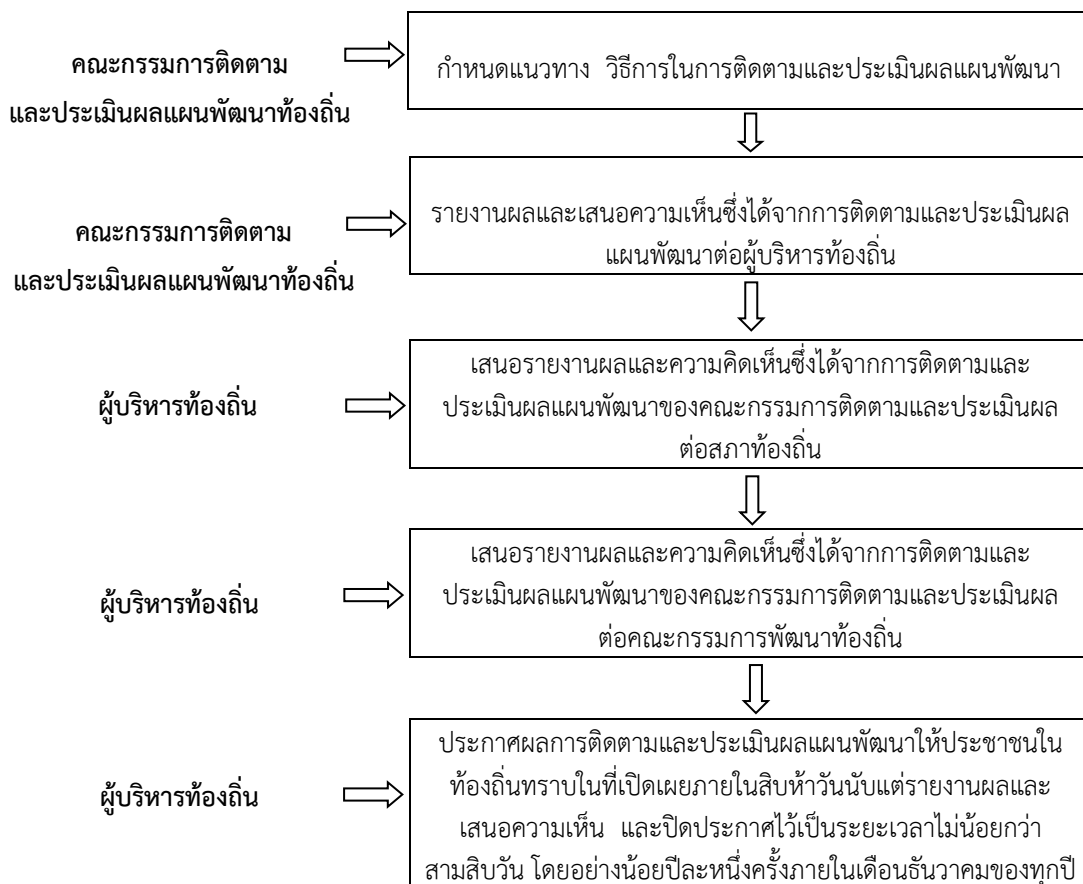 คณะกรรมการติดตาม
และประเมินผลแผนพัฒนาท้องถิ่น
กำหนดแนวทาง วิธีการในการติดตามและประเมินผลแผนพัฒนา
คณะกรรมการติดตาม
และประเมินผลแผนพัฒนาท้องถิ่น
รายงานผลและเสนอความเห็นซึ่งได้จากการติดตามและประเมินผล
แผนพัฒนาต่อผู้บริหารท้องถิ่น
ผู้บริหารท้องถิ่น
เสนอรายงานผลและความคิดเห็นซึ่งได้จากการติดตามและ
ประเมินผลแผนพัฒนาของคณะกรรมการติดตามและประเมินผล
ต่อสภาท้องถิ่น
ผู้บริหารท้องถิ่น
เสนอรายงานผลและความคิดเห็นซึ่งได้จากการติดตามและ
ประเมินผลแผนพัฒนาของคณะกรรมการติดตามและประเมินผล
ต่อคณะกรรมการพัฒนาท้องถิ่น
ผู้บริหารท้องถิ่น
ประกาศผลการติดตามและประเมินผลแผนพัฒนาให้ประชาชนใน
ท้องถิ่นทราบในที่เปิดเผยภายในสิบห้าวันนับแต่รายงานผลและ
เสนอความเห็น และปิดประกาศไว้เป็นระยะเวลาไม่น้อยกว่า
สามสิบวัน โดยอย่างน้อยปีละหนึ่งครั้งภายในเดือนธันวาคมของทุกปี